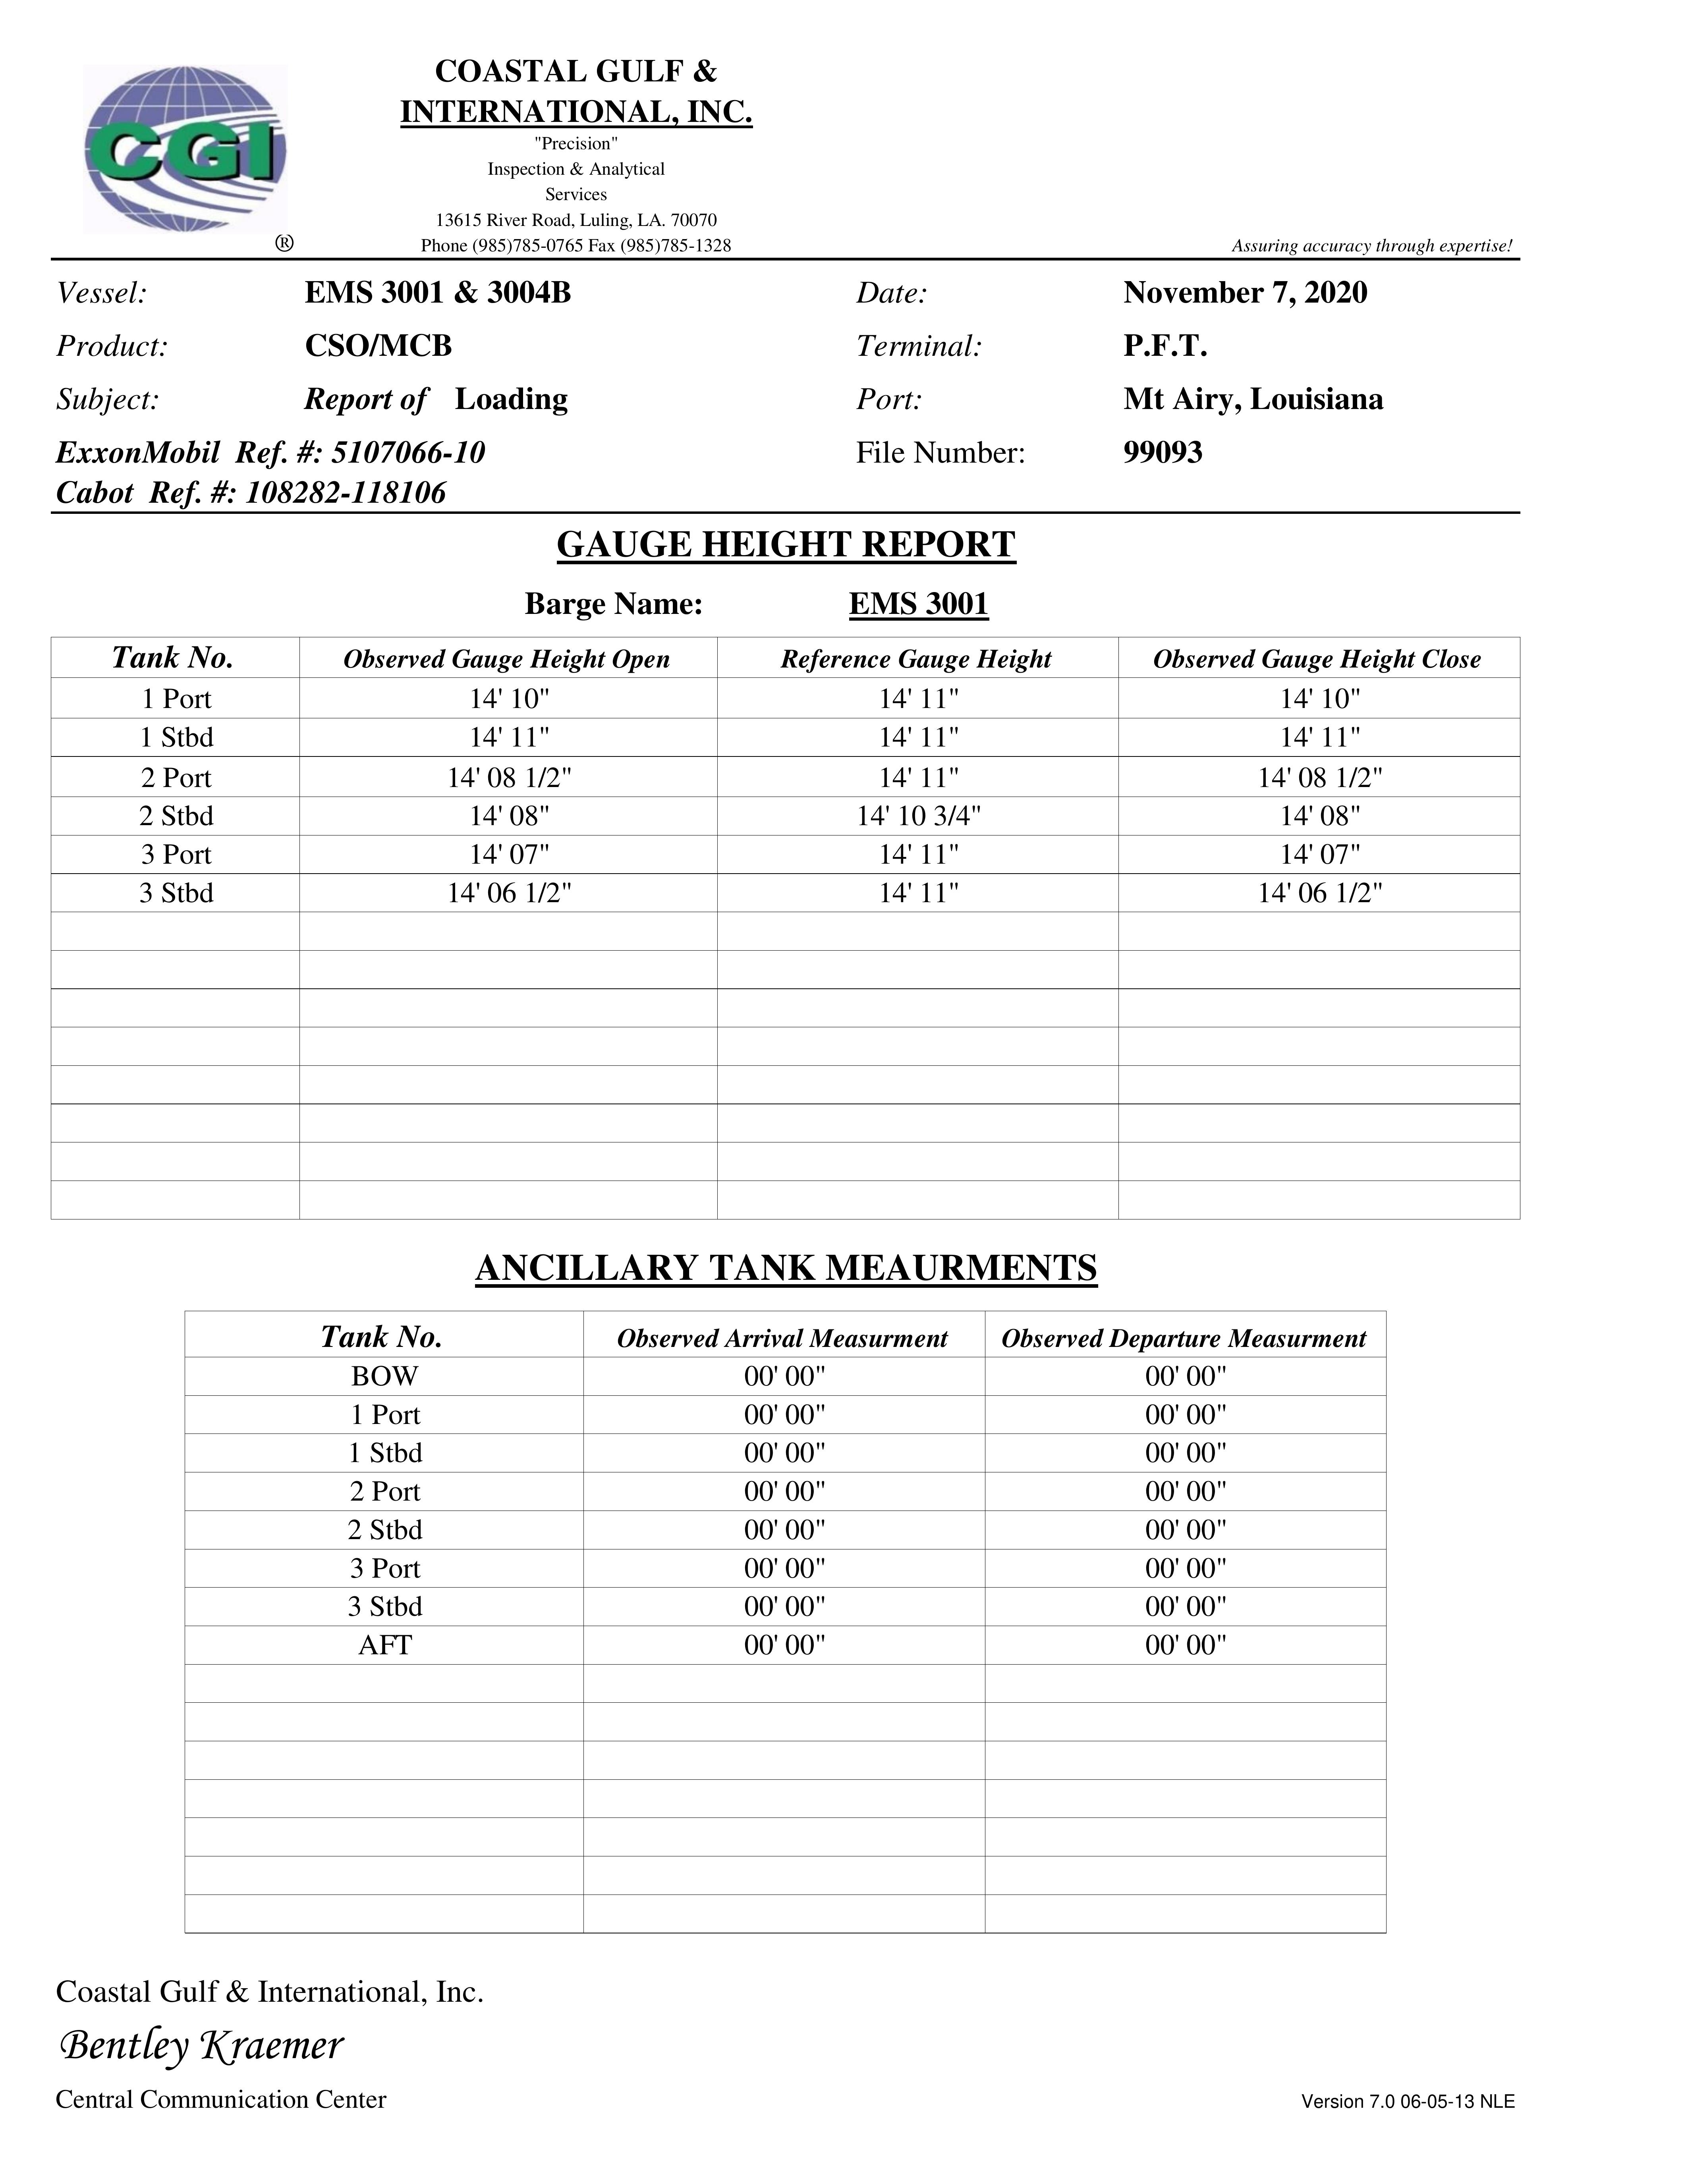 CGI
®
COASTAL GULF &
INTERNATIONAL, INC.
"Precision"
Inspection & Analytical
Services
13615 River Road, Luling, LA. 70070
Phone (985)785-0765 Fax (985)785-1328
Assuring accuracy through expertise!
Vessel: EMS 3001 & 3004B Date: November 7, 2020
Product: CSO/MCB Terminal: P.F.T.
Subject: Report of Loading Port: Mt Airy, Louisiana
ExxonMobil Ref. #: 5107066-10 File Number: 99093
Cabot Ref. #: 108282-118106
GAUGE HEIGHT REPORT
Barge Name: EMS 3001
Tank No. Observed Gauge Height Open Reference Gauge Height Observed Gauge Height Close
1 Port 14' 10" 14' 11" 14' 10"
1 Stbd 14' 11" 14' 11" 14' 11"
2 Port 14' 08 1/2" 14' 11" 14' 08 1/2"
2 Stbd 14' 08" 14' 10 3/4" 14' 08"
3 Port 14' 07" 14' 11" 14' 07"
3 Stbd 14' 06 1/2" 14' 11" 14' 06 1/2"
ANCILLARY TANK MEAURMENTS
Tank No. Observed Arrival Measurment Observed Departure Measurment
BOW 00' 00" 00' 00"
1 Port 00' 00" 00' 00"
1 Stbd 00' 00" 00' 00"
2 Port 00' 00" 00' 00"
2 Stbd 00' 00" 00' 00"
3 Port 00' 00" 00' 00"
3 Stbd 00' 00" 00' 00"
AFT 00' 00" 00' 00"
Coastal Gulf & International, Inc.
Bentley Kraemer
Central Communication Center
Version 7.0 06-05-13 NLE